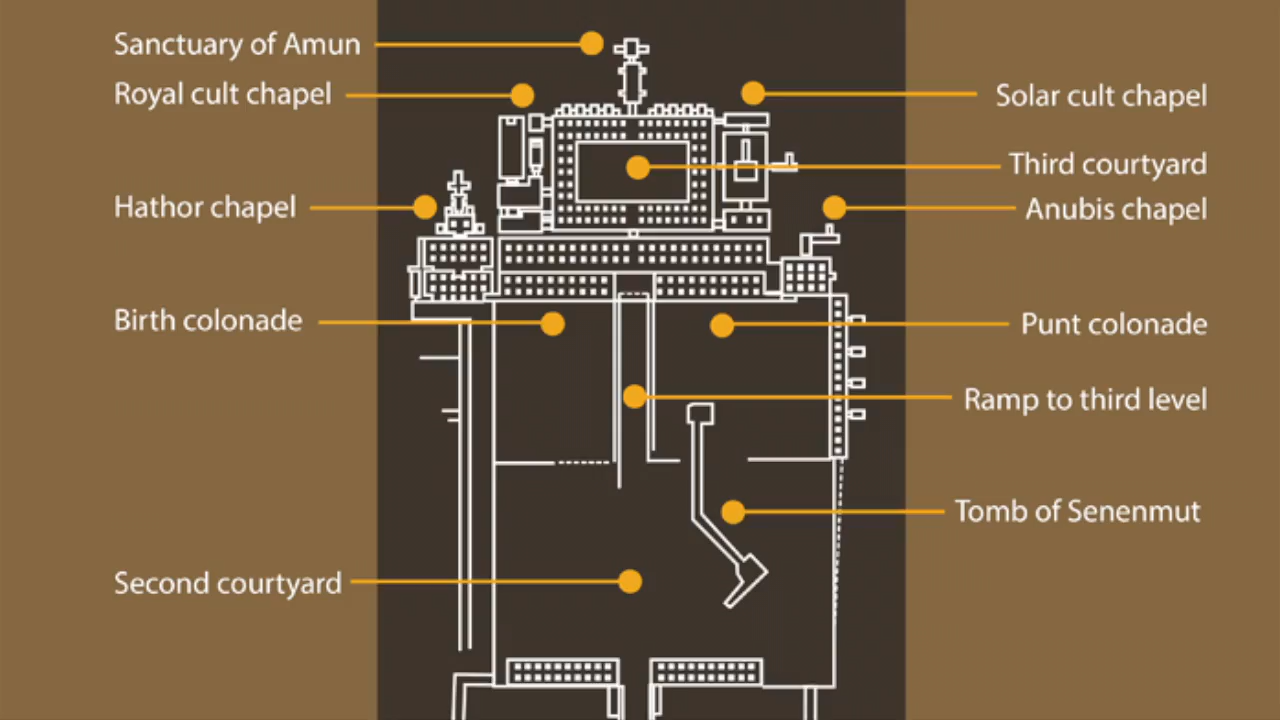 Sanctuary of Amun
Royal cult chapel
Solar cult chapel
Third courtyard
Hathor chapel
Anubis chapel
Birth colonade
Punt colonade
Ramp to third level
Tomb of Senenmut
Second courtyard